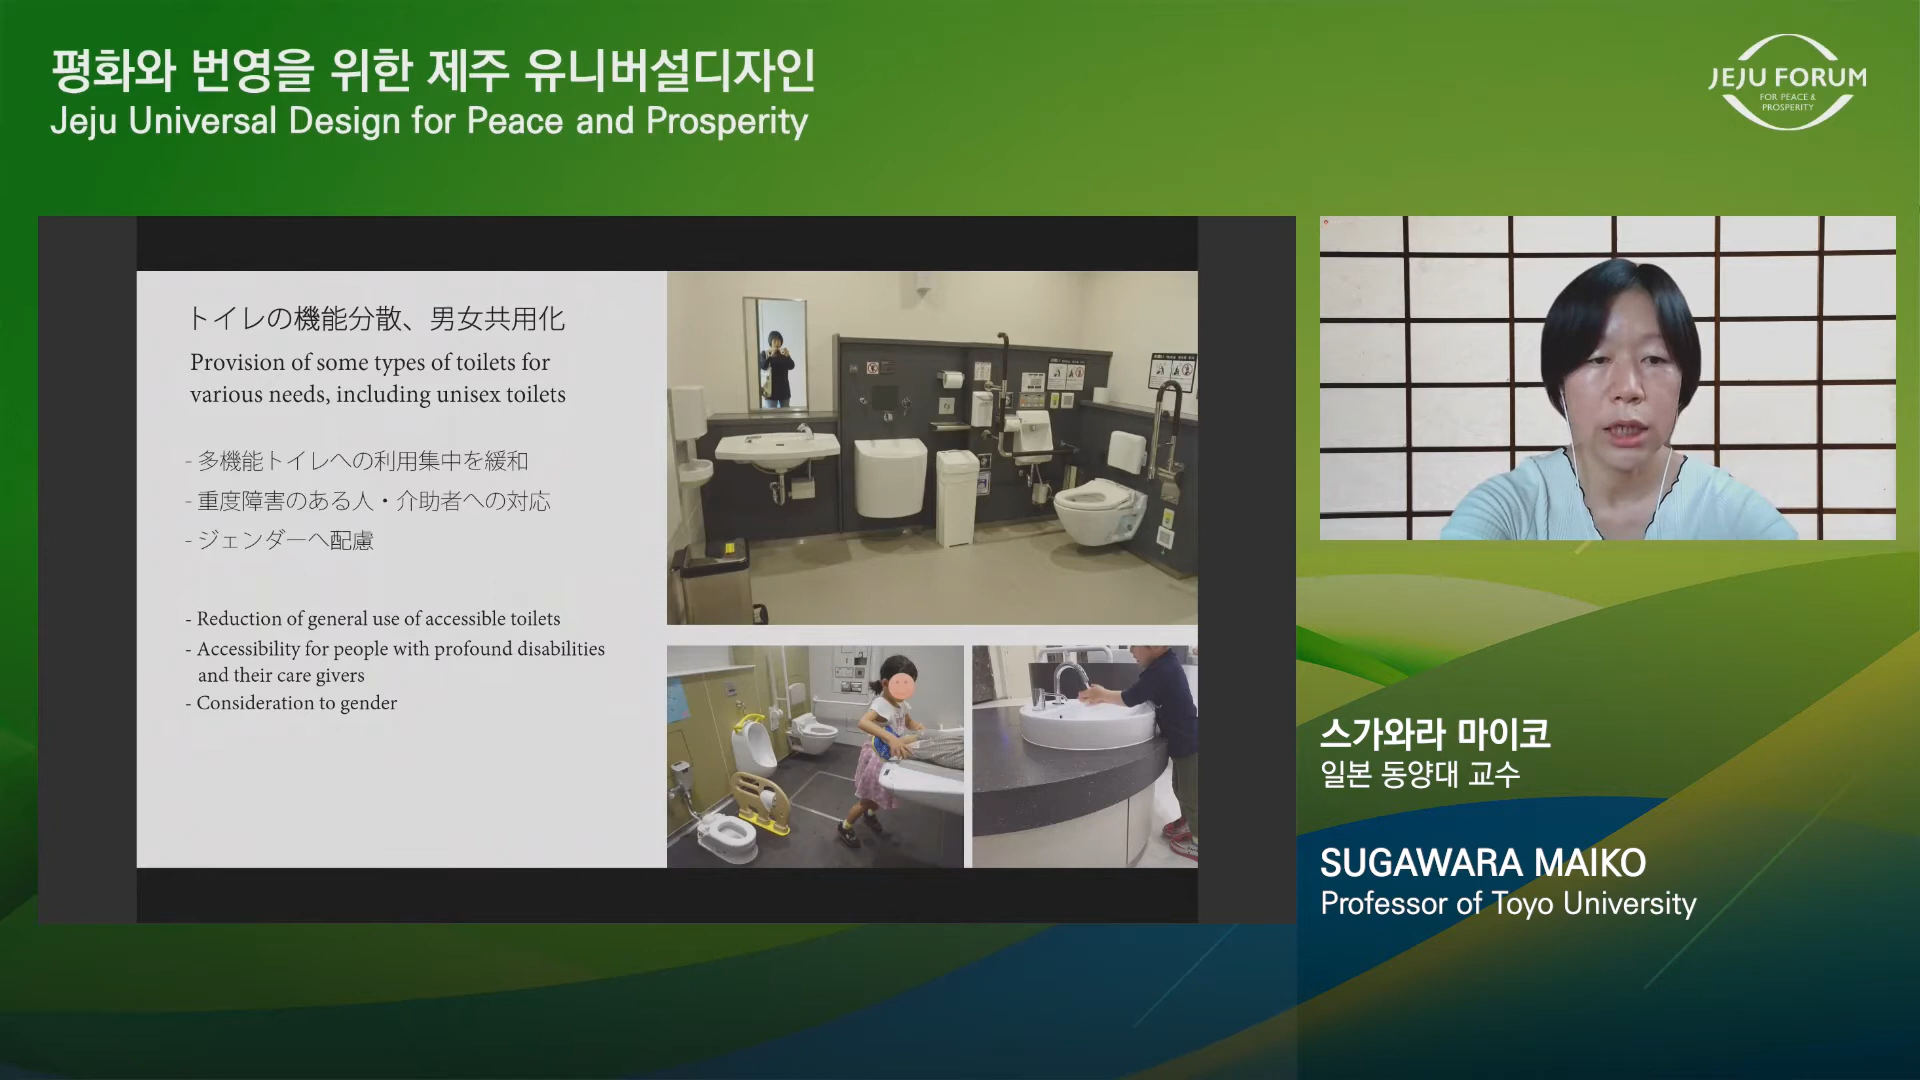 평화와 번영을 위한 제주 유니버설디자인
Jeju Universal Design for Peace and Prosperity
JEJU FORUM
FOR PEACE &
PROSPERITY
トイレの機能分散、男女共用化
Provision of some types of toilets for
various needs, including unisex toilets
- 多機能トイレへの利用集中を緩和
- 重度障害のある人・介助者への対応
- ジェンダーへ配慮
- Reduction of general use of accessible toilets
- Accessibility for people with profound disabilities
and their care givers
- Consideration to gender
스가와라 마이코
일본 동양대 교수
SUGAWARA MAIKO
Professor of Toyo University